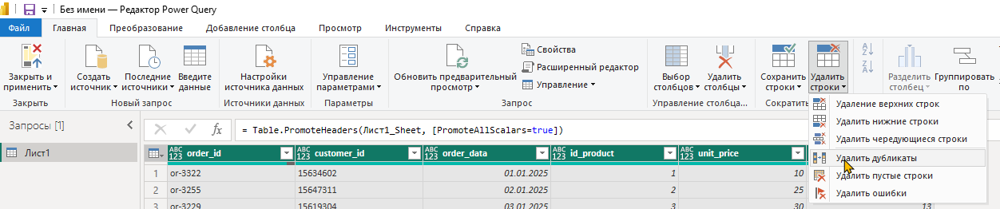 Без имени — Редактор Power Query
Файл Главная Преобразование Добавление столбца Просмотр Инструменты Справка
Закрыть и применить
Создать источник
Последние источники
Введите данные
Настройки источника данных
Управление параметрами
Обновить предварительный просмотр
Свойства
Расширенный редактор
Управление
Выбор столбцов
Удалить столбцы
Сохранить строки
Удалить строки
Разделить столбец
Группировать по
Закрыть Новый запрос Источники данных Параметры Запрос Управление столбца... Сократить
Удаление верхних строк
Удалить нижние строки
Удалить чередующиеся строки
Удалить дубликаты
Удалить пустые строки
Удалить ошибки
Запросы [1]
Лист1
= Table.PromoteHeaders(Лист1_Sheet, [PromoteAllScalars=true])
ABC 123 order_id ABC 123 customer_id ABC 123 order_data ABC 123 id_product ABC 123 unit_price
1 or-3322 15634602 01.01.2025 1 10
2 or-3255 15647311 02.01.2025 2 25
3 or-3229 15619304 03.01.2025 3 30 13